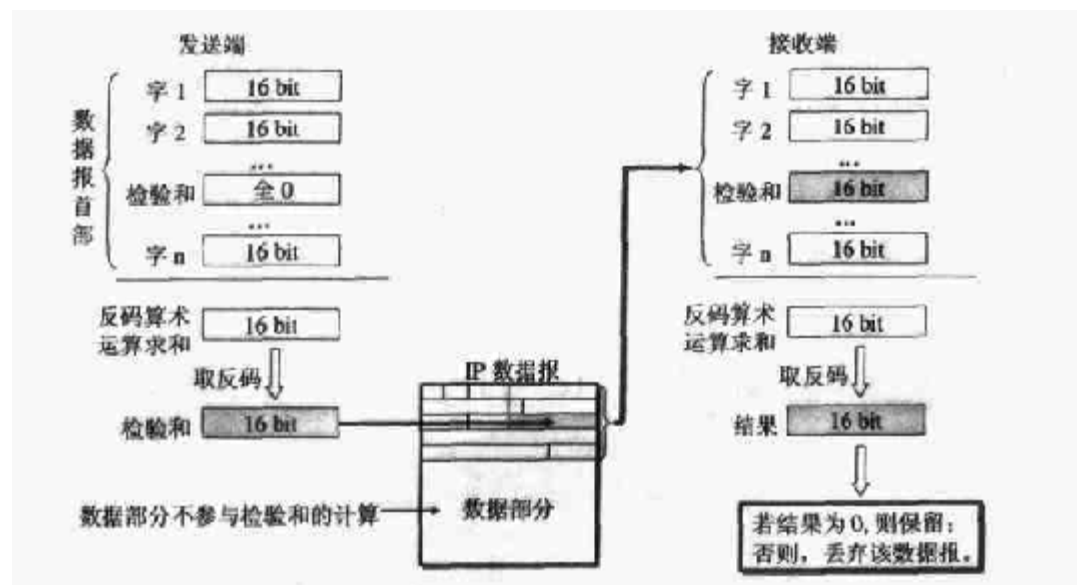 发送端
字 1 16 bit
字 2 16 bit
...
检验和 全 0
...
字 n 16 bit
数据报首部
反码算术
运算求和
16 bit
取反码
检验和 16 bit
数据部分不参与检验和的计算
IP 数据报
数据部分
接收端
字 1 16 bit
字 2 16 bit
...
检验和 16 bit
...
字 n 16 bit
反码算术
运算求和
16 bit
取反码
结果 16 bit
若结果为 0, 则保留;
否则，丢弃该数据报。